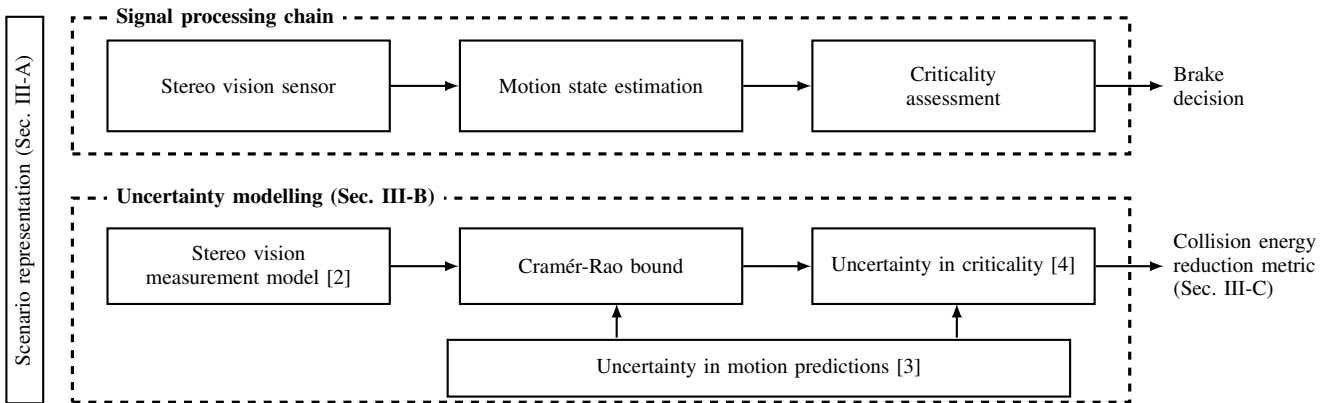 Scenario representation (Sec. III-A)
Signal processing chain
Stereo vision sensor
Motion state estimation
Criticality
assessment
Brake
decision
Uncertainty modelling (Sec. III-B)
Stereo vision
measurement model [2]
Cramér-Rao bound
Uncertainty in criticality [4]
Collision energy
reduction metric
(Sec. III-C)
Uncertainty in motion predictions [3]